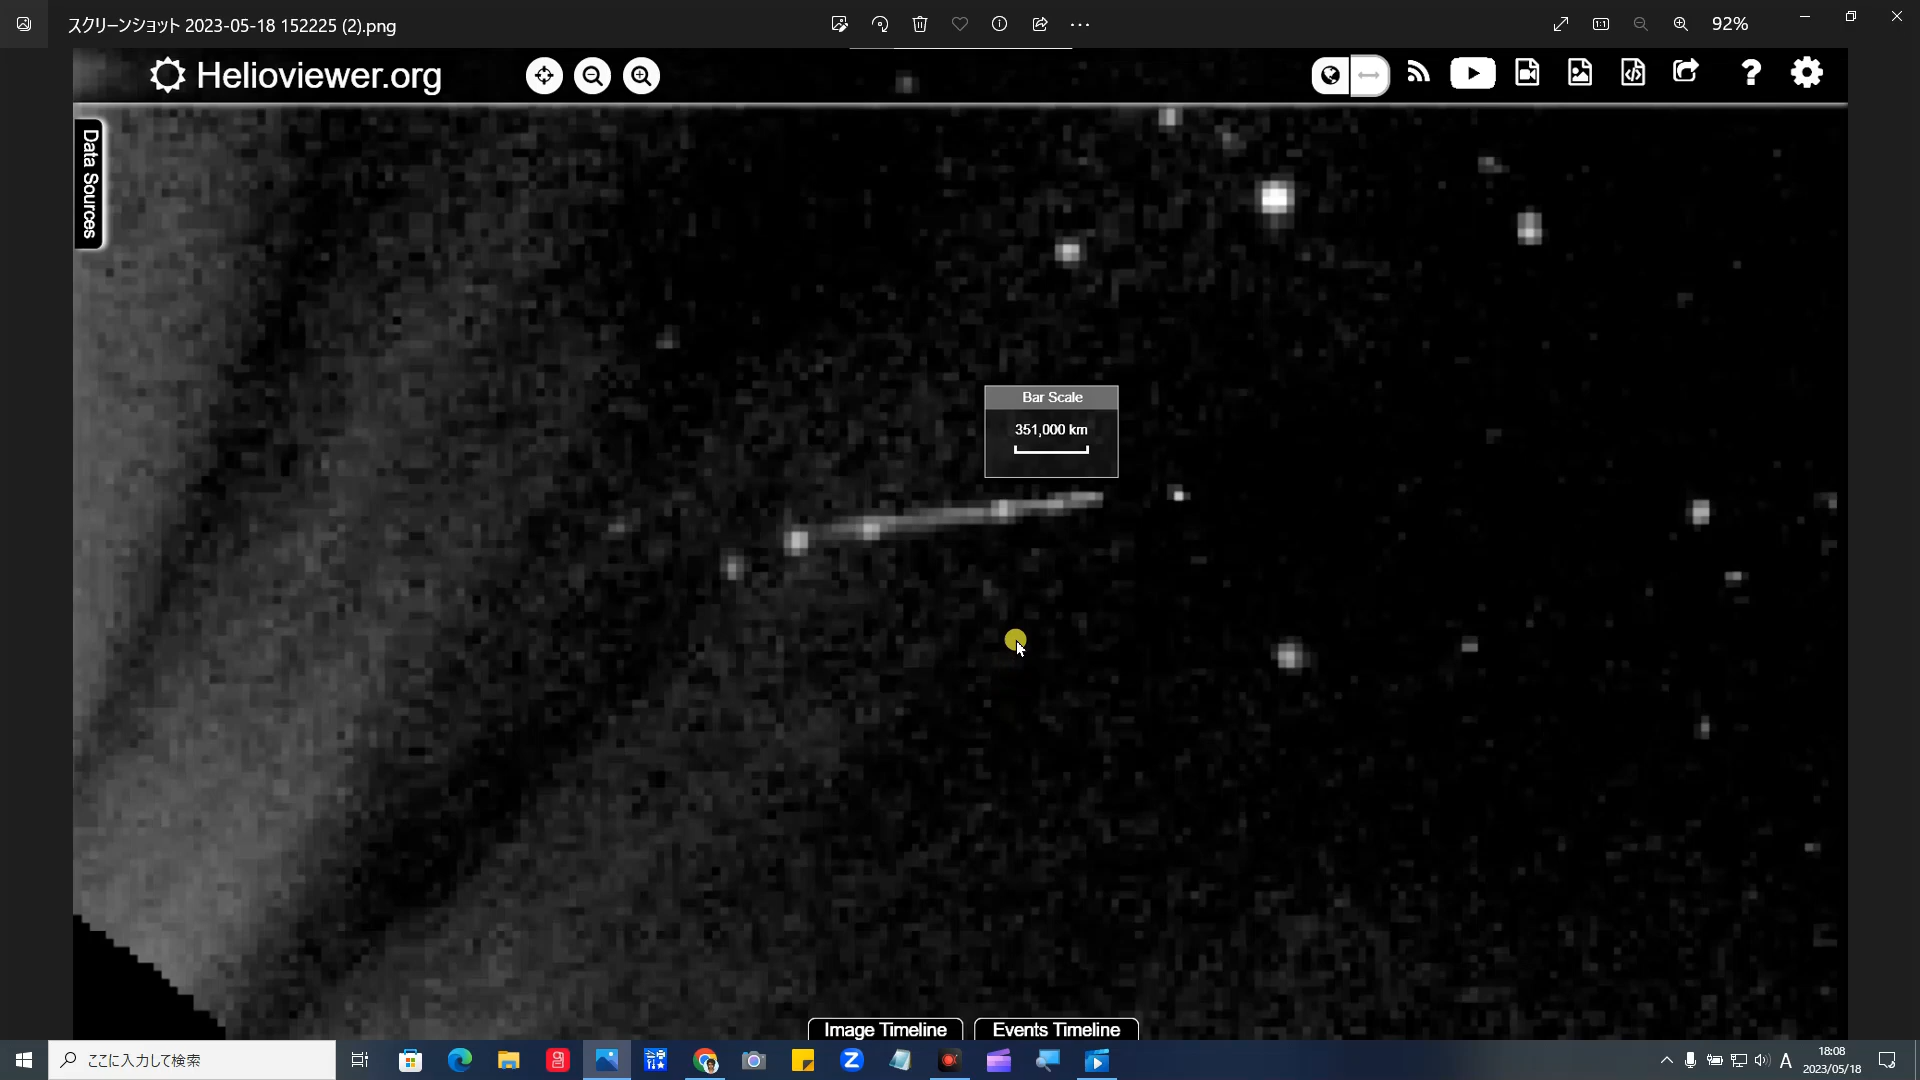 スクリーンショット 2023-05-18 152225 (2).png
92%
Helioviewer.org
Data Sources
Bar Scale
351,000 km
Image Timeline
Events Timeline
ここに入力して検索
A
18:08
2023/05/18